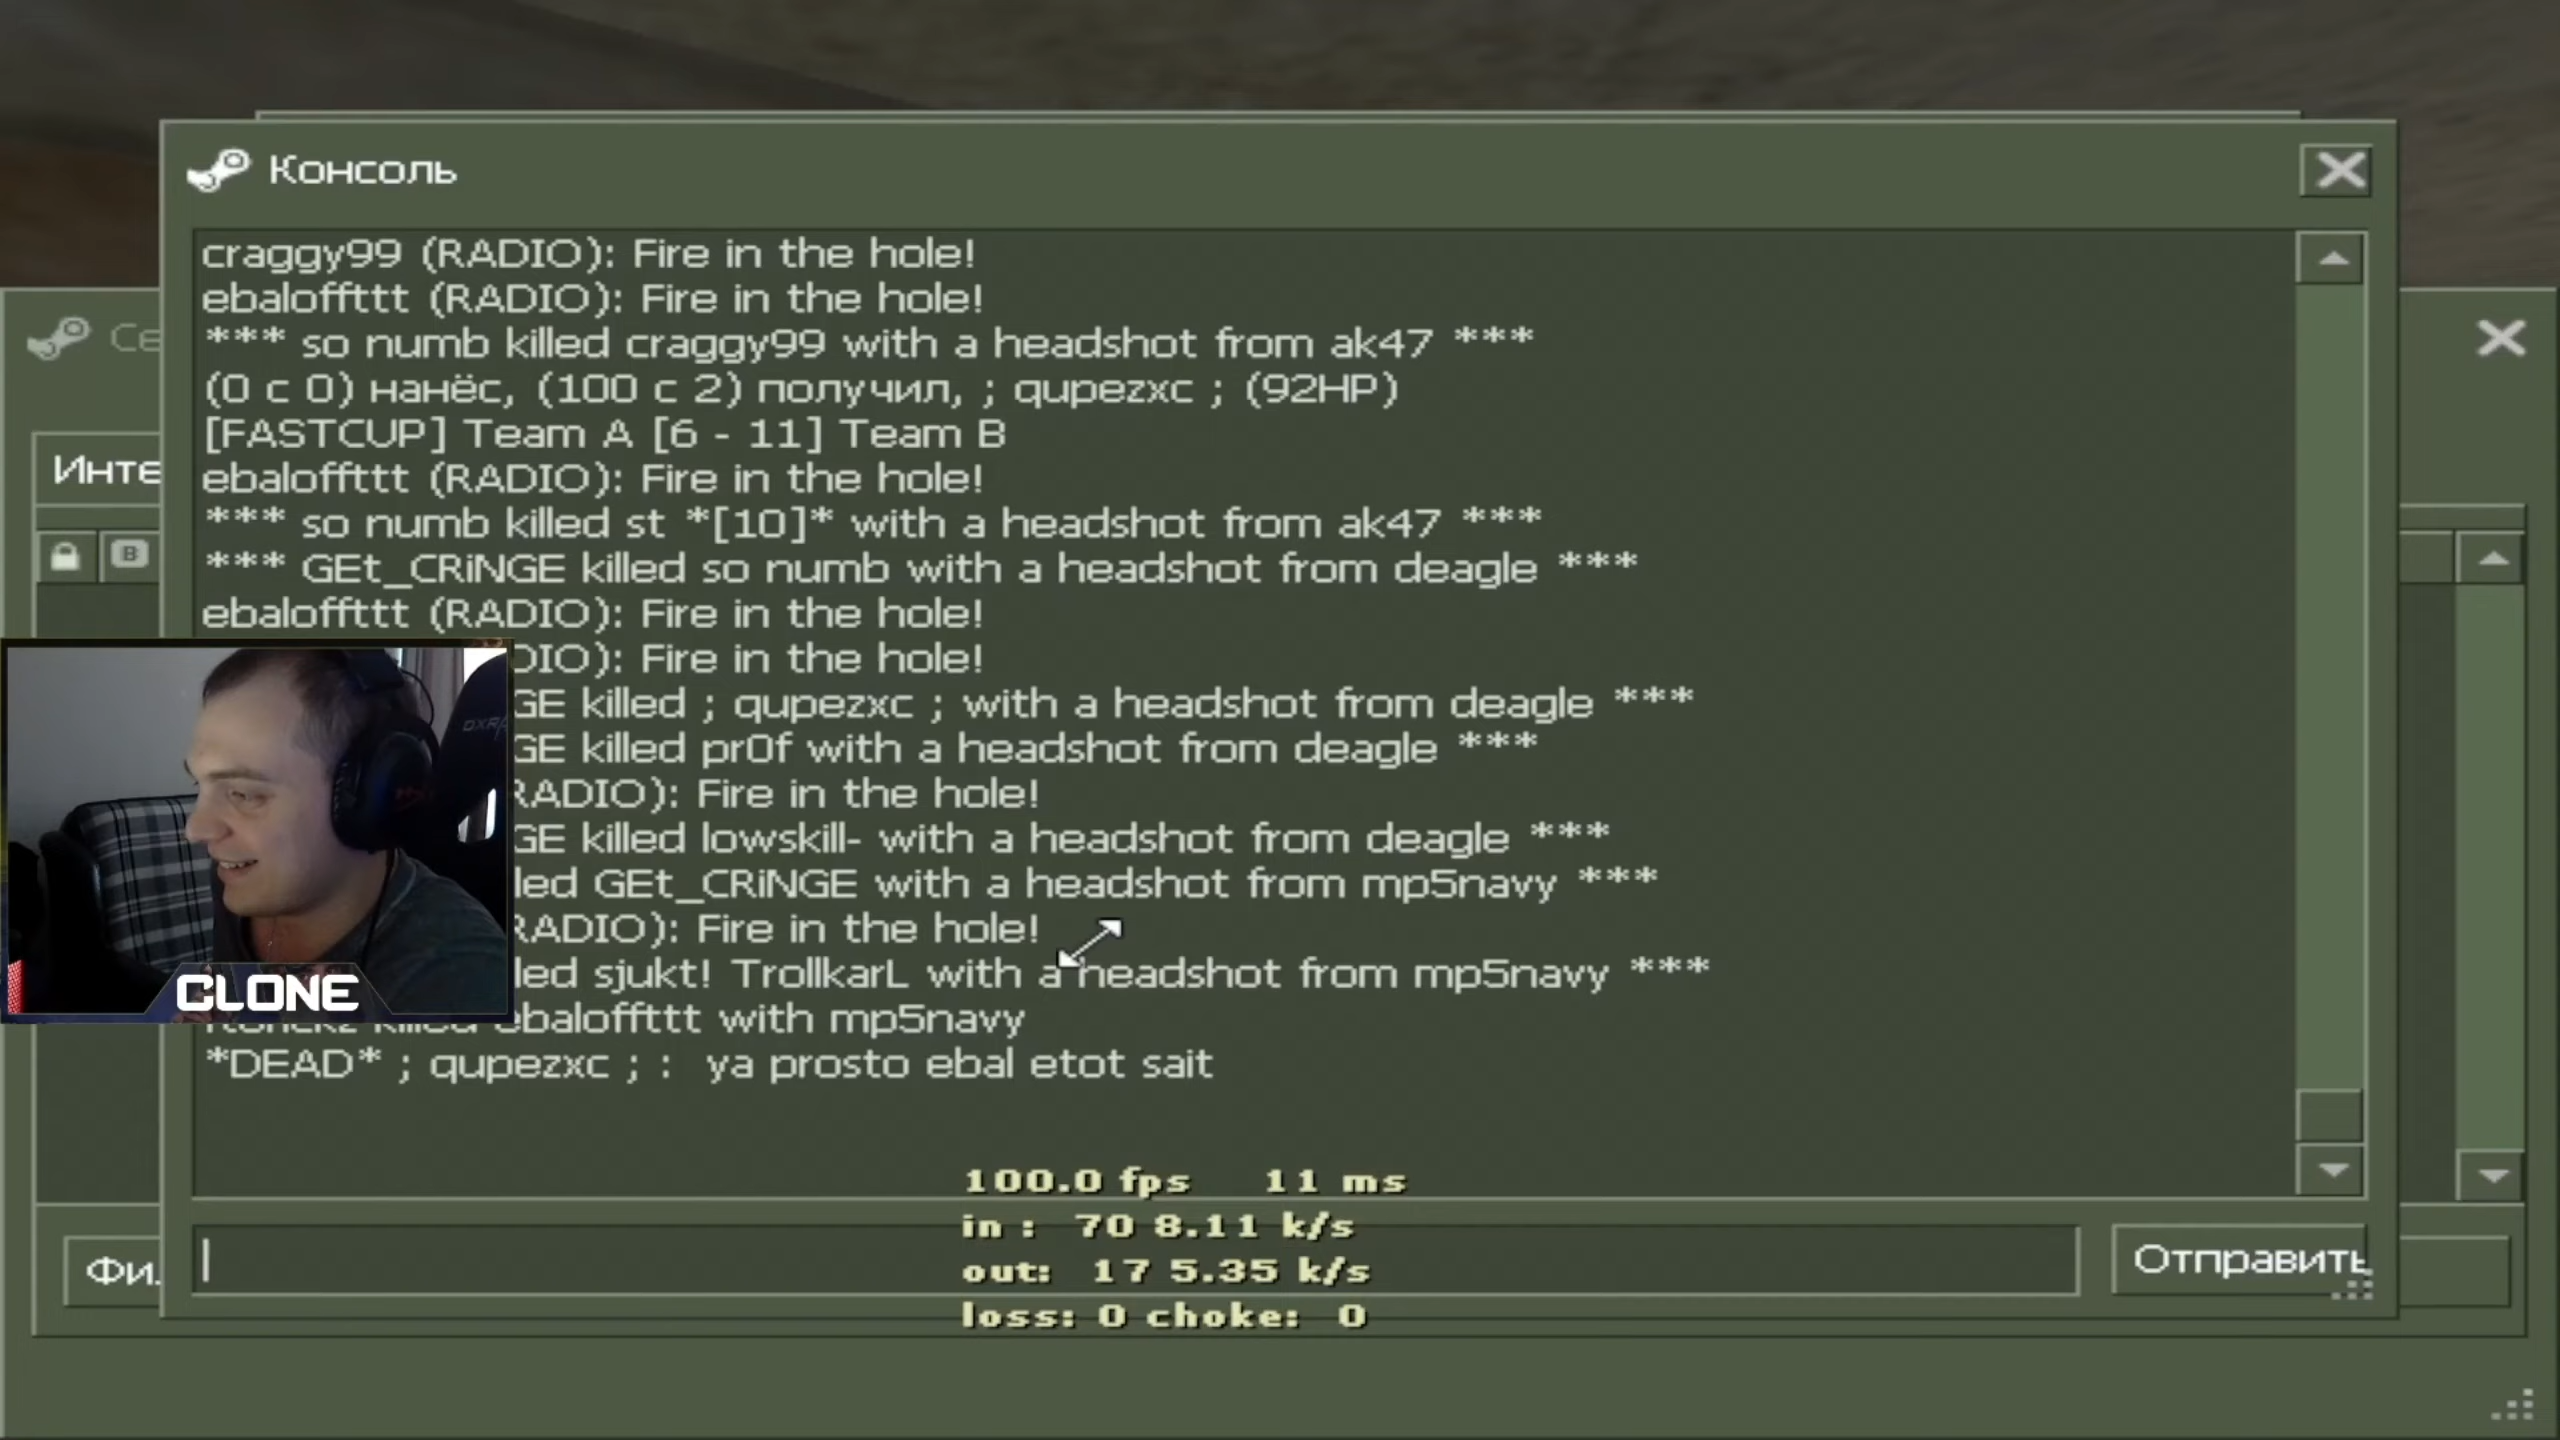 Консоль
craggy99 (RADIO): Fire in the hole!
ebaloffttt (RADIO): Fire in the hole!
*** so numb killed craggy99 with a headshot from ak47 ***
(0 с 0) нанёс, (100 с 2) получил, ; qupezxc ; (92HP)
[FASTCUP] Team A [6 - 11] Team B
ebaloffttt (RADIO): Fire in the hole!
*** so numb killed st *[10]* with a headshot from ak47 ***
*** GEt_CRiNGE killed so numb with a headshot from deagle ***
ebaloffttt (RADIO): Fire in the hole!
DIO): Fire in the hole!
GE killed ; qupezxc ; with a headshot from deagle ***
GE killed pr0f with a headshot from deagle ***
RADIO): Fire in the hole!
GE killed lowskill- with a headshot from deagle ***
led GEt_CRiNGE with a headshot from mp5navy ***
RADIO): Fire in the hole!
led sjukt! TrollkarL with a headshot from mp5navy ***
killed ebaloffttt with mp5navy
*DEAD* ; qupezxc ; : ya prosto ebal etot sait
100.0 fps 11 ms
in : 70 8.11 k/s
out: 17 5.35 k/s
loss: 0 choke: 0
Отправить
Се
Инте
B
Фи
CLONE